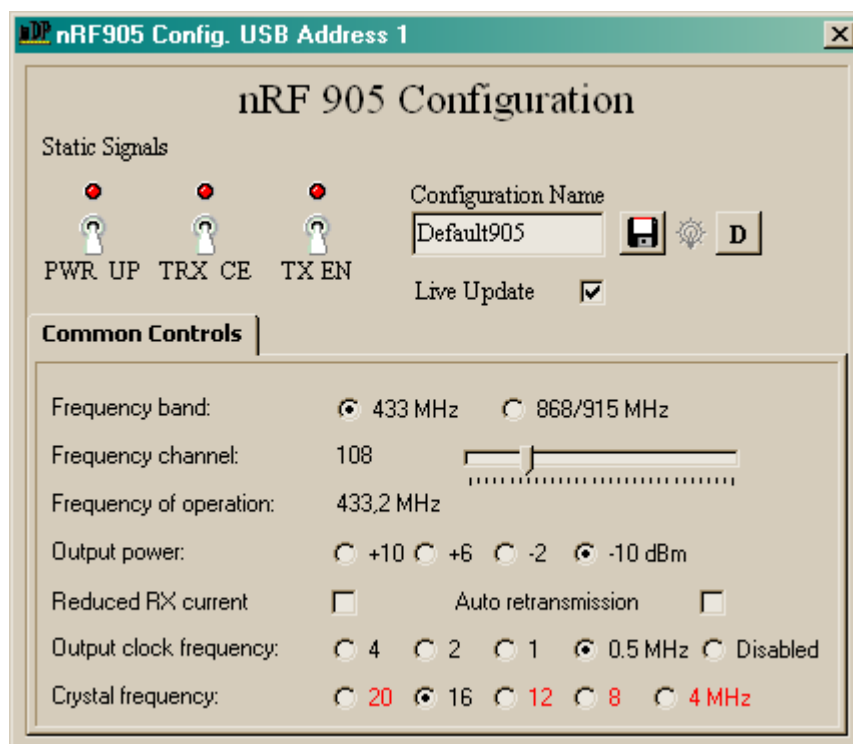 nDP nRF905 Config. USB Address 1
nRF 905 Configuration
Static Signals
Configuration Name
Default905
D
PWR UP TRX CE TX EN
Live Update
Common Controls
Frequency band: 433 MHz 868/915 MHz
Frequency channel: 108
Frequency of operation: 433,2 MHz
Output power: +10 +6 -2 -10 dBm
Reduced RX current Auto retransmission
Output clock frequency: 4 2 1 0.5 MHz Disabled
Crystal frequency: 20 16 12 8 4 MHz